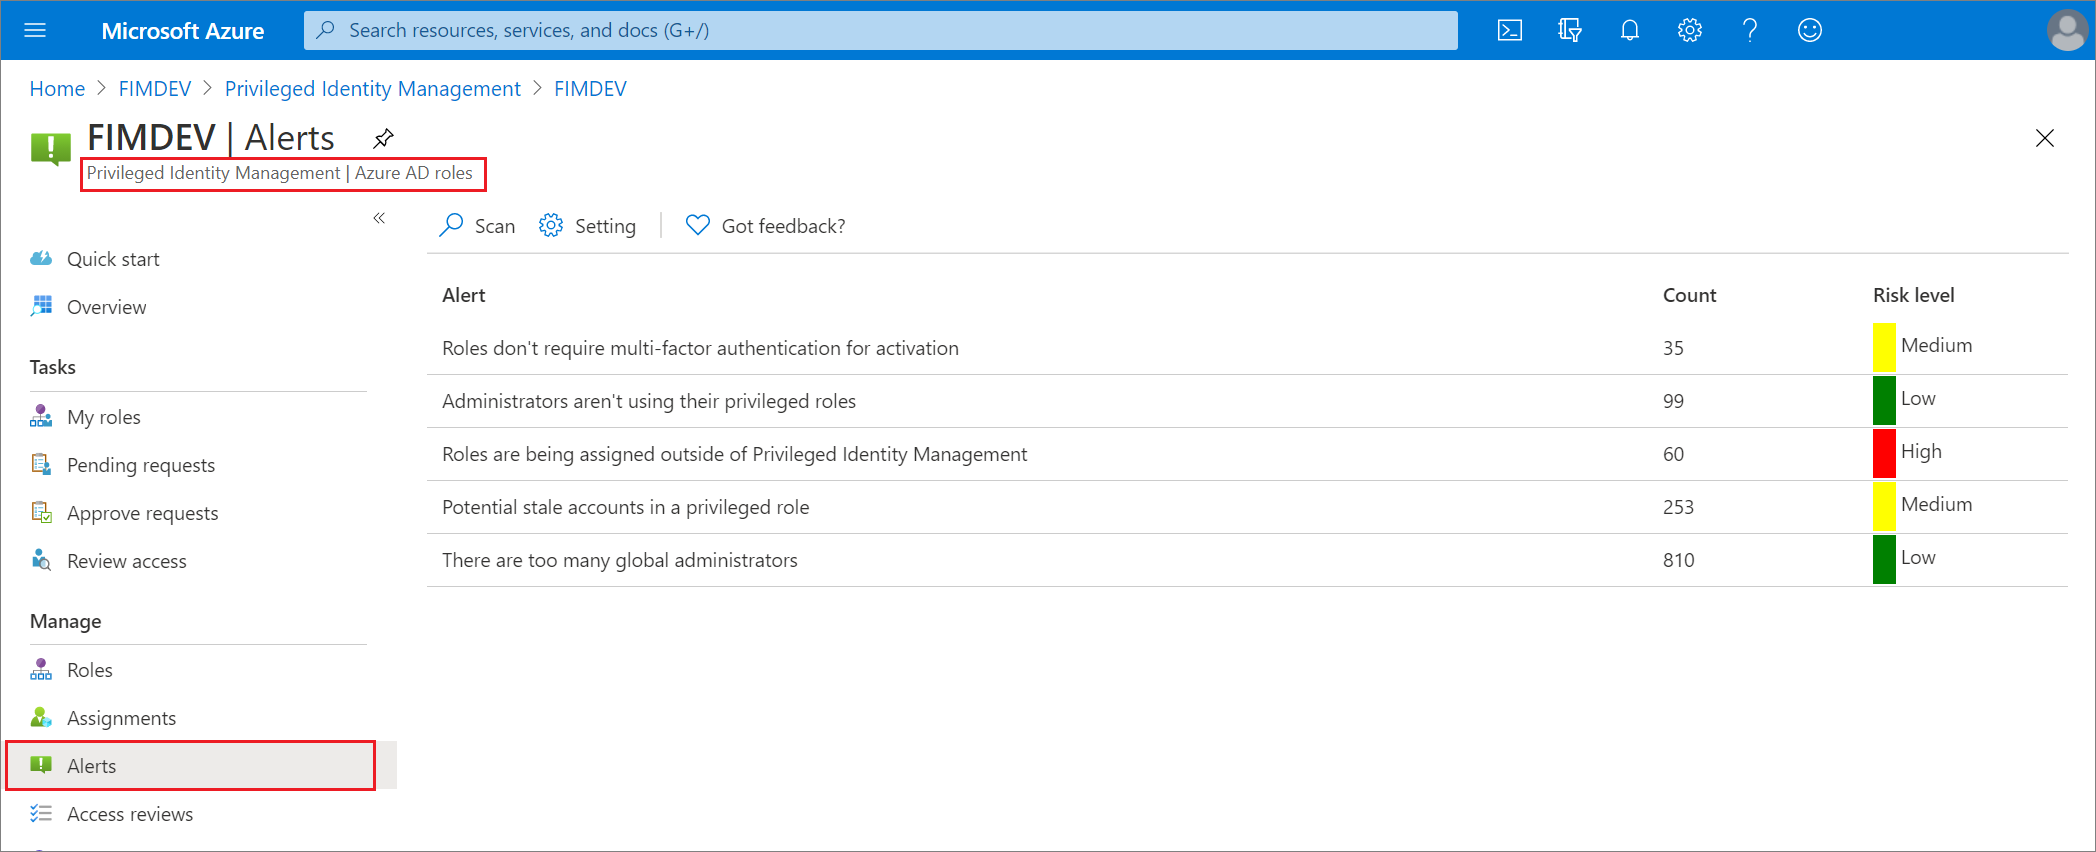 Microsoft Azure
Search resources, services, and docs (G+/)
Home > FIMDEV > Privileged Identity Management > FIMDEV
FIMDEV | Alerts
Privileged Identity Management | Azure AD roles
«
Scan
Setting
Got feedback?
Quick start
Overview
Tasks
My roles
Pending requests
Approve requests
Review access
Manage
Roles
Assignments
Alerts
Access reviews
Alert Count Risk level
Roles don't require multi-factor authentication for activation 35 Medium
Administrators aren't using their privileged roles 99 Low
Roles are being assigned outside of Privileged Identity Management 60 High
Potential stale accounts in a privileged role 253 Medium
There are too many global administrators 810 Low